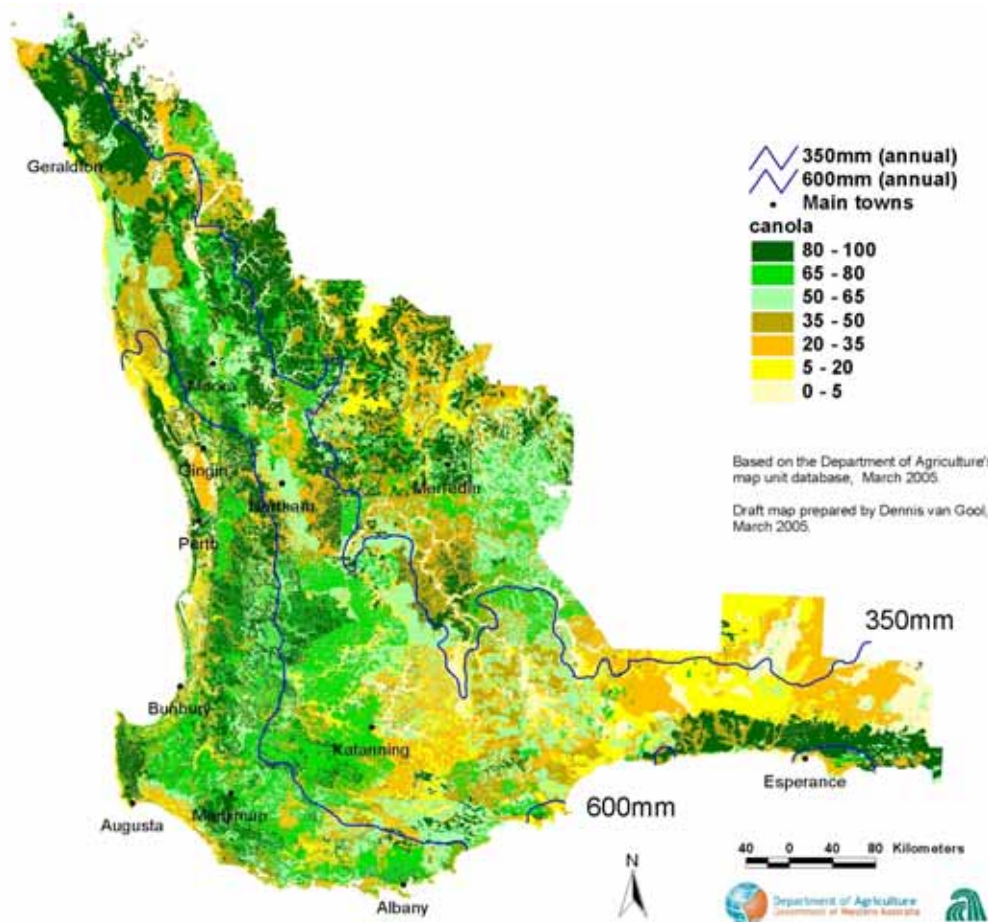 350mm (annual)
600mm (annual)
Main towns
canola
80 - 100
65 - 80
50 - 65
35 - 50
20 - 35
5 - 20
0 - 5
Based on the Department of Agriculture's
map unit database, March 2005.
Draft map prepared by Dennis van Gool,
March 2005.
Geraldton
Moora
Gingin
Northam
Merredin
Perth
350mm
Bunbury
Katanning
Esperance
600mm
Augusta
Manjimup
Albany
N
40 0 40 80 Kilometers
Department of Agriculture
Government of Western Australia